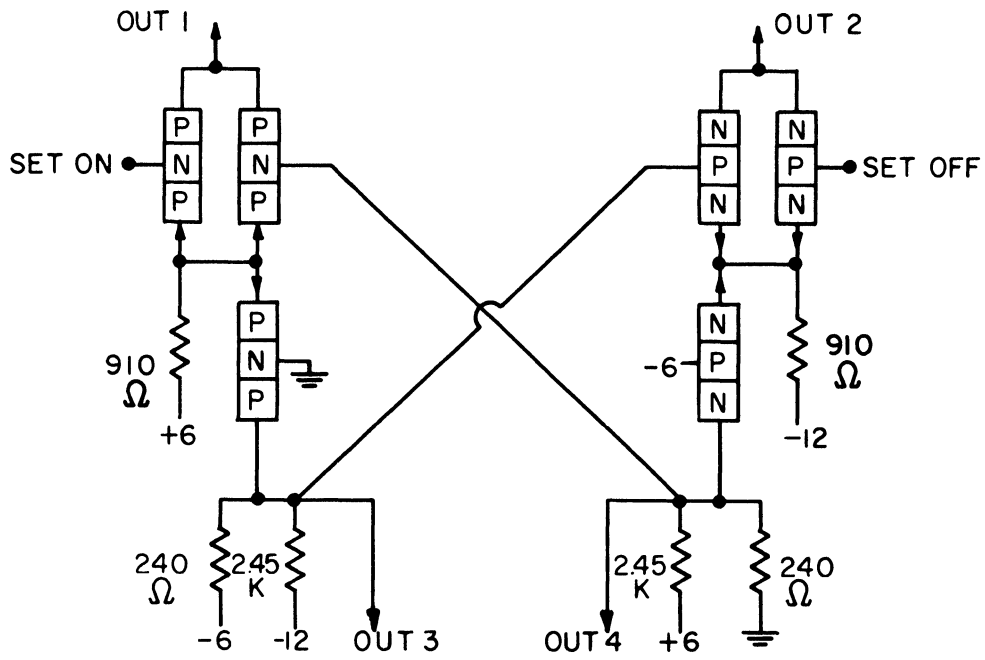 OUT 1
OUT 2
P P
N N
SET ON N N
P P SET OFF
P P
N N
P
N
P
910
Ω
+6
N
-6 P
N
910
Ω
-12
240
Ω
2.45
K
-6
-12
OUT 3
OUT 4
2.45
K
+6
240
Ω